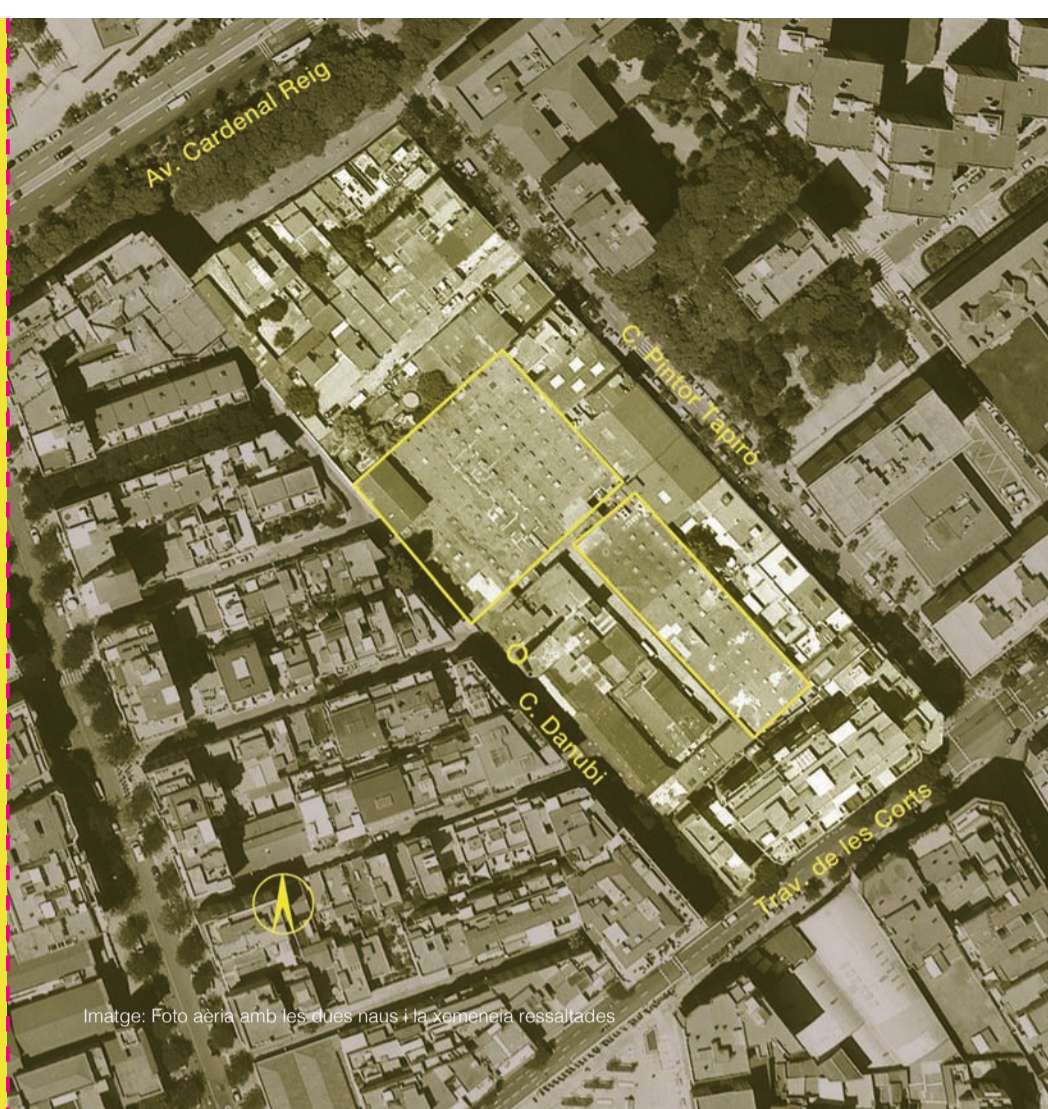 Av. Cardenal Reig
C. Pintor Tapiró
C. Danubi
Trav. de les Corts
Imatge: Foto aèria amb les dues naus i la xemeneia ressaltades